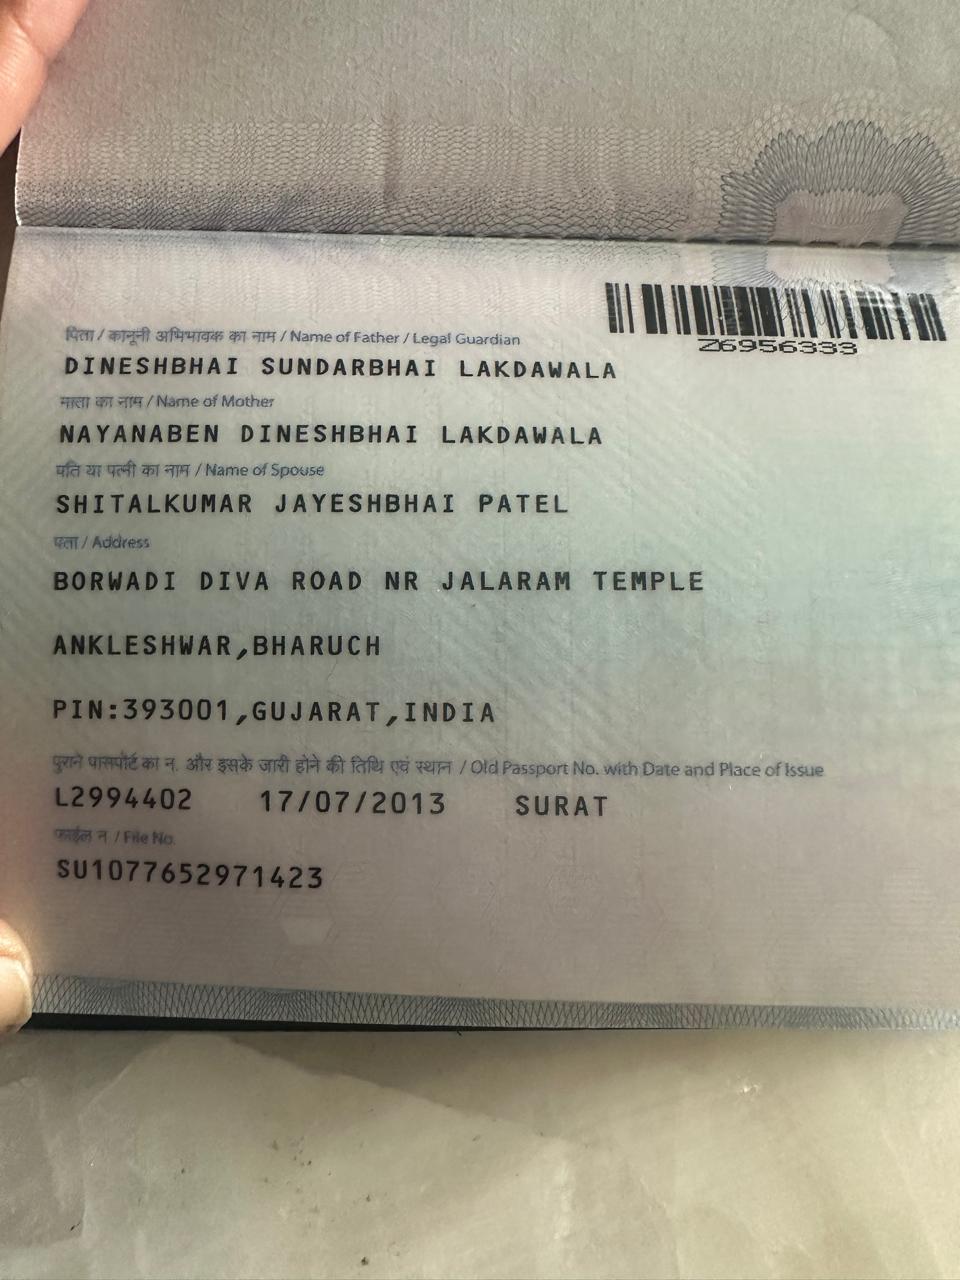 Z6956333
पिता / कानूनी अभिभावक का नाम / Name of Father / Legal Guardian
DINESHBHAI SUNDARBHAI LAKDAWALA
माता का नाम / Name of Mother
NAYANABEN DINESHBHAI LAKDAWALA
पति या पत्नी का नाम / Name of Spouse
SHITALKUMAR JAYESHBHAI PATEL
पता / Address
BORWADI DIVA ROAD NR JALARAM TEMPLE
ANKLESHWAR,BHARUCH
PIN:393001,GUJARAT,INDIA
पुराने पासपोर्ट का न. और इसके जारी होने की तिथि एवं स्थान / Old Passport No. with Date and Place of Issue
L2994402 17/07/2013 SURAT
फाईल न / File No.
SU1077652971423